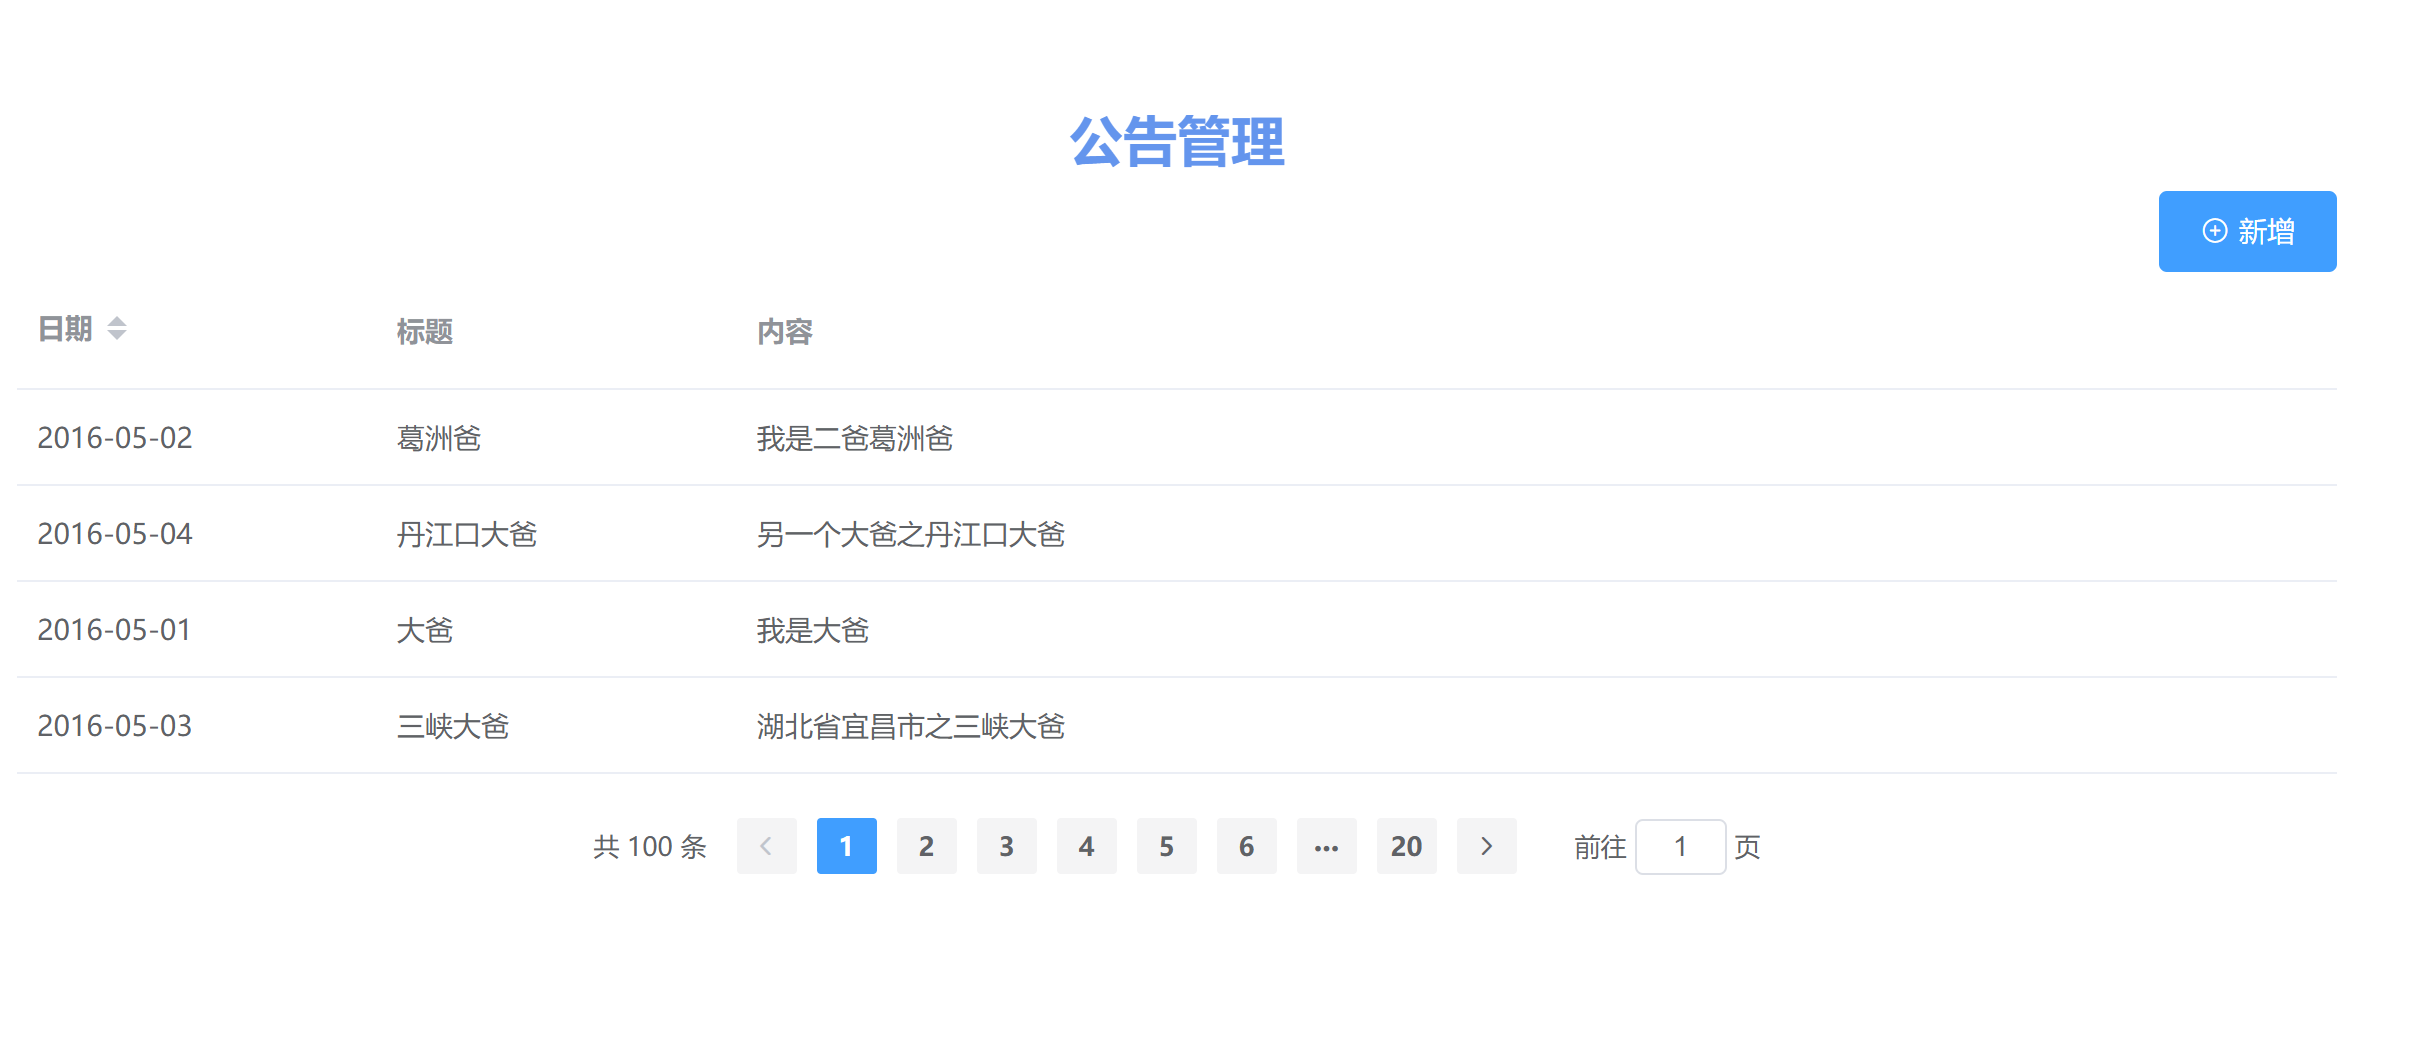 公告管理
新增
日期 标题 内容
2016-05-02 葛洲爸 我是二爸葛洲爸
2016-05-04 丹江口大爸 另一个大爸之丹江口大爸
2016-05-01 大爸 我是大爸
2016-05-03 三峡大爸 湖北省宜昌市之三峡大爸
共 100 条 1 2 3 4 5 6 ··· 20 前往 1 页